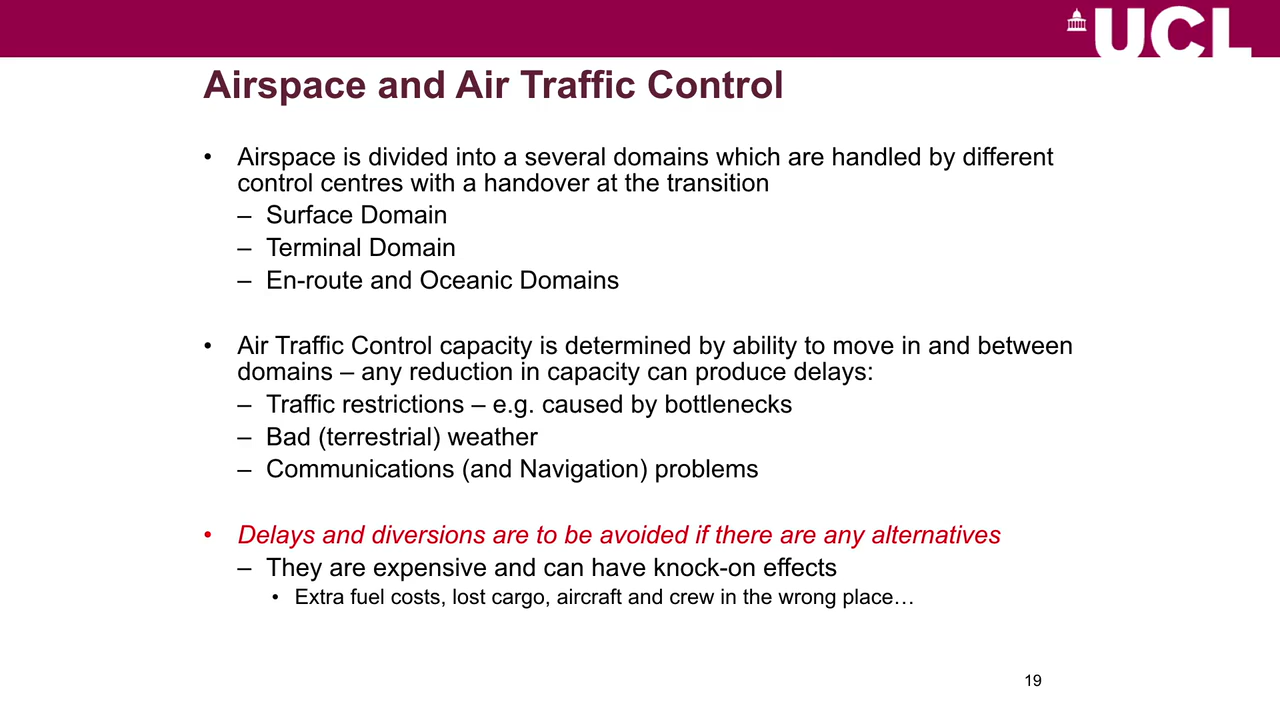 UCL
Airspace and Air Traffic Control
• Airspace is divided into a several domains which are handled by different
control centres with a handover at the transition
– Surface Domain
– Terminal Domain
– En-route and Oceanic Domains
• Air Traffic Control capacity is determined by ability to move in and between
domains – any reduction in capacity can produce delays:
– Traffic restrictions – e.g. caused by bottlenecks
– Bad (terrestrial) weather
– Communications (and Navigation) problems
• Delays and diversions are to be avoided if there are any alternatives
– They are expensive and can have knock-on effects
• Extra fuel costs, lost cargo, aircraft and crew in the wrong place…
19